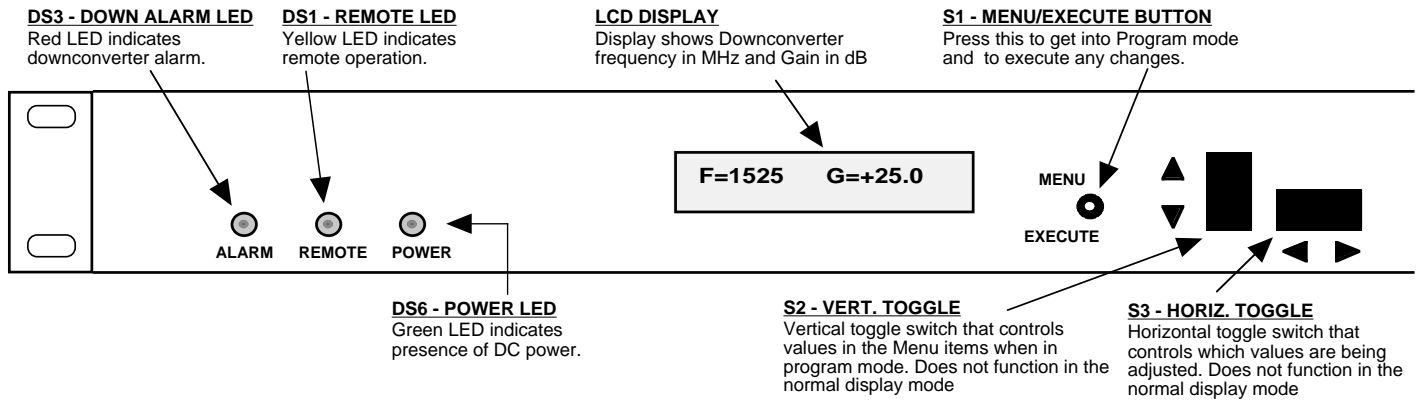 DS3 - DOWN ALARM LED
Red LED indicates
downconverter alarm.
DS1 - REMOTE LED
Yellow LED indicates
remote operation.
LCD DISPLAY
Display shows Downconverter
frequency in MHz and Gain in dB
S1 - MENU/EXECUTE BUTTON
Press this to get into Program mode
and to execute any changes.
F=1525 G=+25.0
MENU
EXECUTE
ALARM REMOTE POWER
DS6 - POWER LED
Green LED indicates
presence of DC power.
S2 - VERT. TOGGLE
Vertical toggle switch that controls
values in the Menu items when in
program mode. Does not function in the
normal display mode
S3 - HORIZ. TOGGLE
Horizontal toggle switch that
controls which values are being
adjusted. Does not function in the
normal display mode